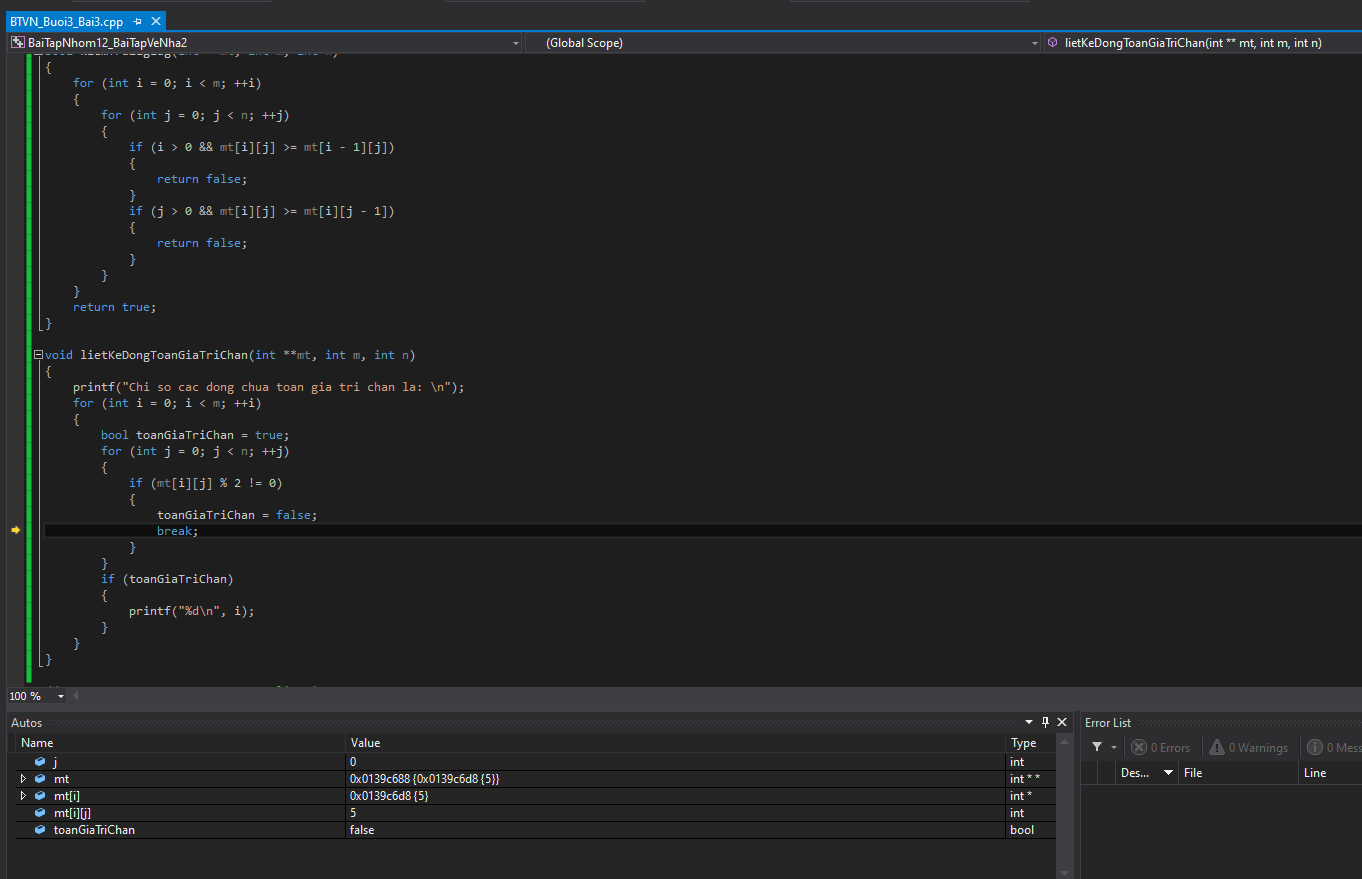 BTVN_Buoi3_Bai3.cpp
BaiTapNhom12_BaiTapVeNha2 (Global Scope) lietKeDongToanGiaTriChan(int ** mt, int m, int n)
{
for (int i = 0; i < m; ++i)
{
for (int j = 0; j < n; ++j)
{
if (i > 0 && mt[i][j] >= mt[i - 1][j])
{
return false;
}
if (j > 0 && mt[i][j] >= mt[i][j - 1])
{
return false;
}
}
}
return true;
}
void lietKeDongToanGiaTriChan(int **mt, int m, int n)
{
printf("Chi so cac dong chua toan gia tri chan la: \n");
for (int i = 0; i < m; ++i)
{
bool toanGiaTriChan = true;
for (int j = 0; j < n; ++j)
{
if (mt[i][j] % 2 != 0)
{
toanGiaTriChan = false;
break;
}
}
if (toanGiaTriChan)
{
printf("%d\n", i);
}
}
}
100 %
Autos
Name Value Type
j 0 int
mt 0x0139c688 {0x0139c6d8 {5}} int * *
mt[i] 0x0139c6d8 {5} int *
mt[i][j] 5 int
toanGiaTriChan false bool
Error List
0 Errors 0 Warnings 0
Des... File Line